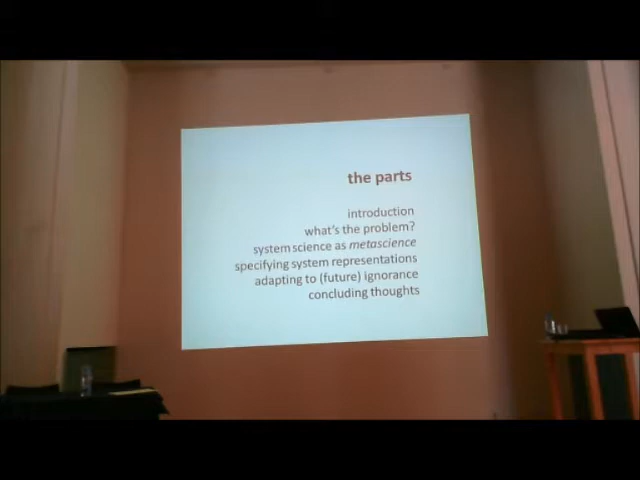 the parts
introduction
what's the problem?
system science as metascience
specifying system representations
adapting to (future) ignorance
concluding thoughts